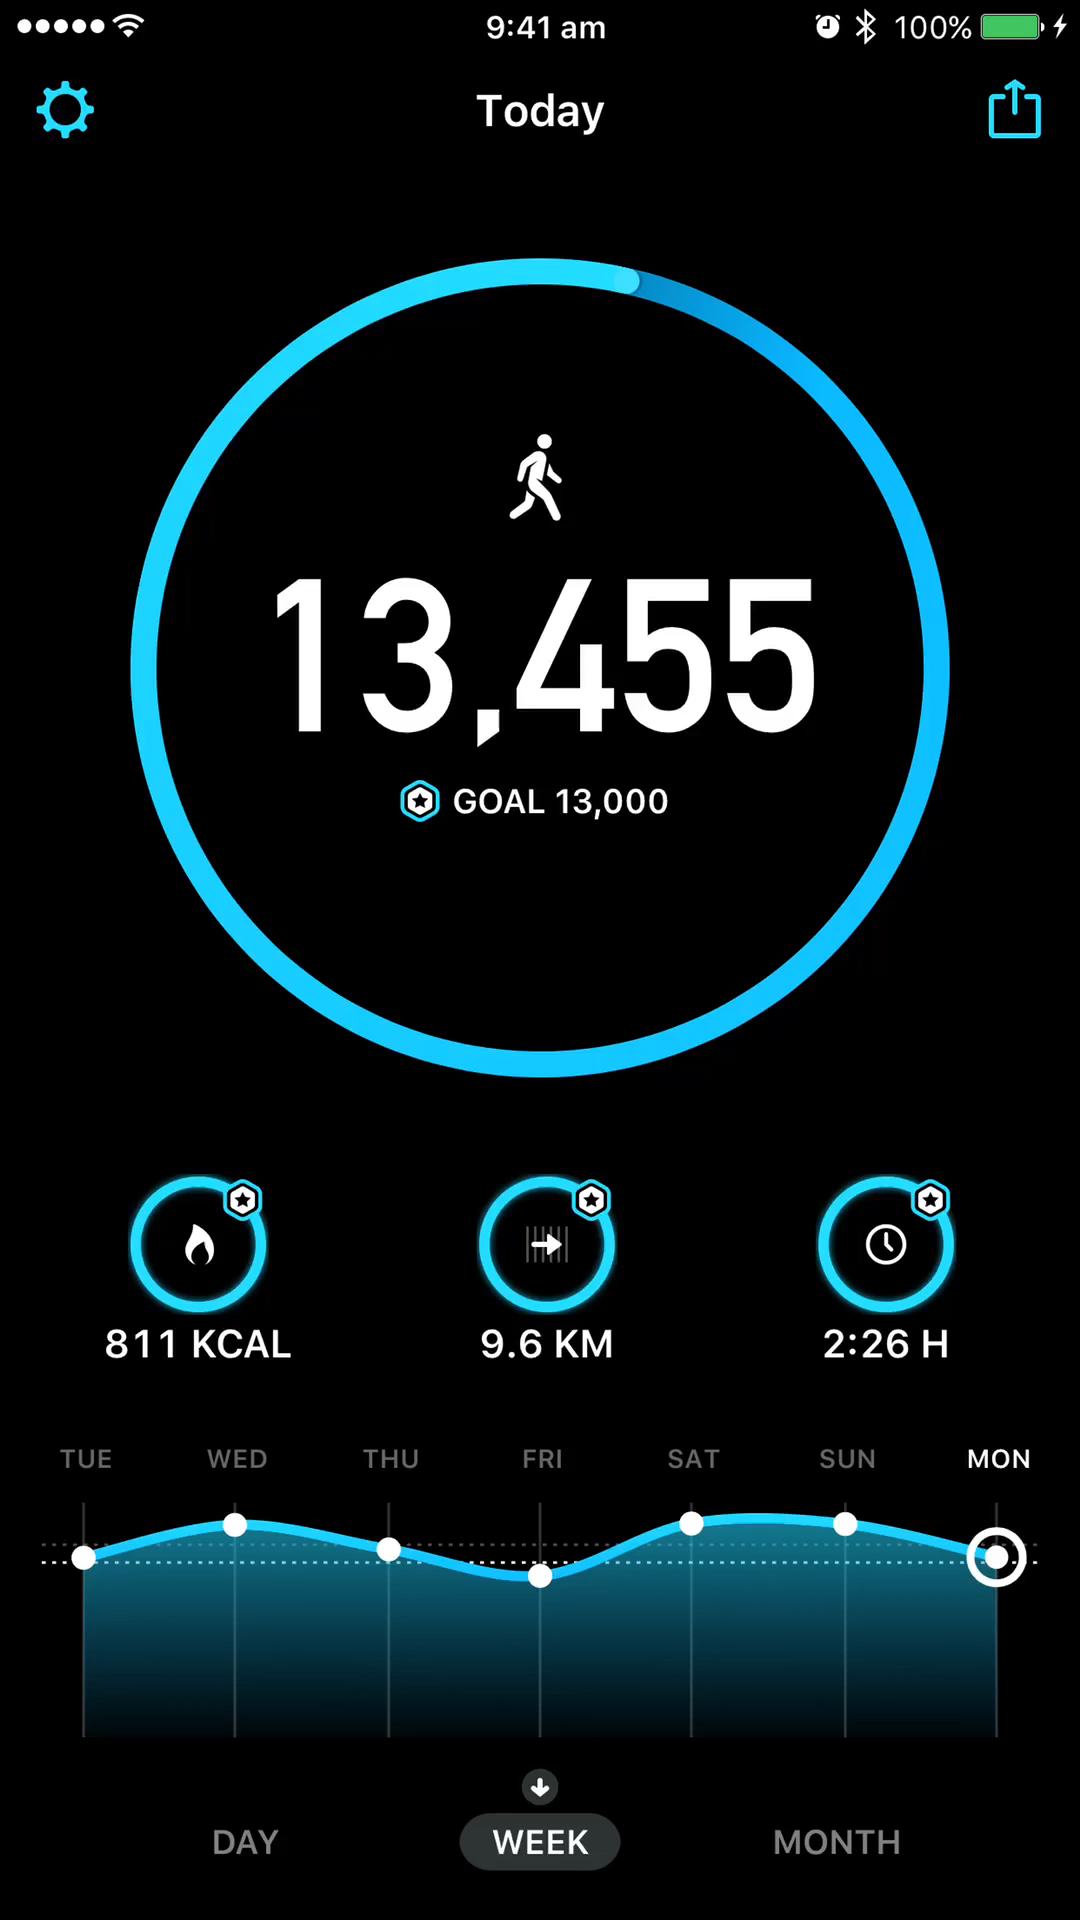 9:41 am 100%
Today
13,455
GOAL 13,000
811 KCAL 9.6 KM 2:26 H
TUE WED THU FRI SAT SUN MON
DAY WEEK MONTH